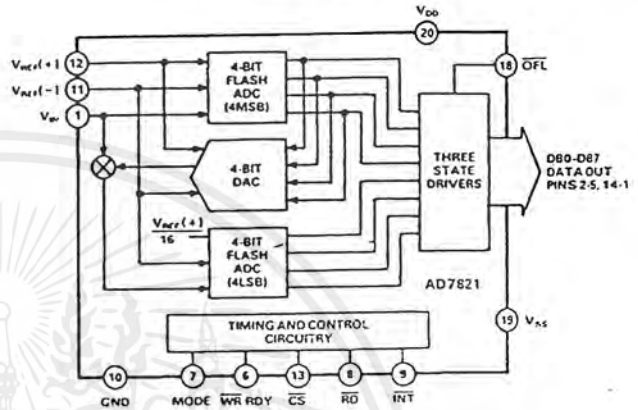 VDD
20
VREF(+) 12
VREF(-) 11
VIN 1
4-BIT
FLASH
ADC
(4MSB)
18 OFL
4-BIT
DAC
THREE
STATE
DRIVERS
DB0-DB7
DATA OUT
PINS 2-5, 14-1
VREF(+)
16
4-BIT
FLASH
ADC
(4LSB)
AD7821
TIMING AND CONTROL
CIRCUITRY
19 VSS
10 7 6 13 8 9
GND MODE WR RDY CS RD INT